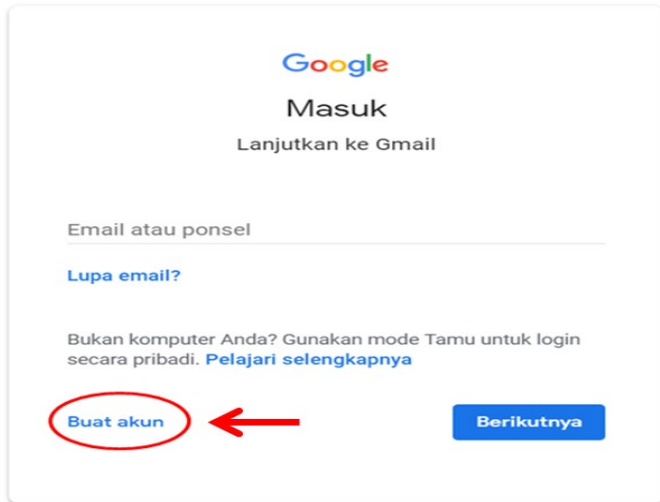 Google
Masuk
Lanjutkan ke Gmail
Email atau ponsel
Lupa email?
Bukan komputer Anda? Gunakan mode Tamu untuk login
secara pribadi. Pelajari selengkapnya
Buat akun
Berikutnya